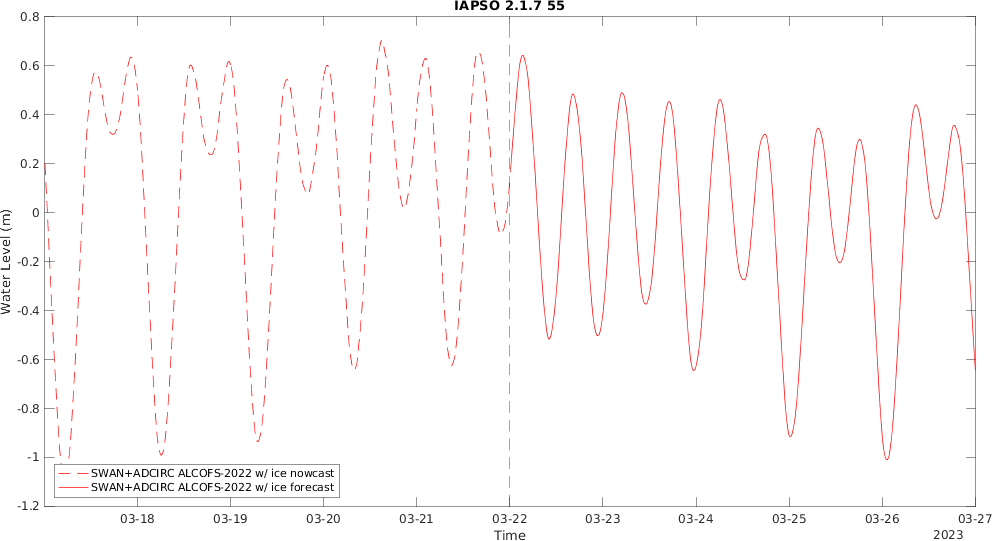 IAPSO 2.1.7 55
0.8
0.6
0.4
0.2
0
-0.2
-0.4
-0.6
-0.8
-1
-1.2
Water Level (m)
SWAN+ADCIRC ALCOFS-2022 w/ ice nowcast
SWAN+ADCIRC ALCOFS-2022 w/ ice forecast
03-18 03-19 03-20 03-21 03-22 03-23 03-24 03-25 03-26 03-27
Time
2023